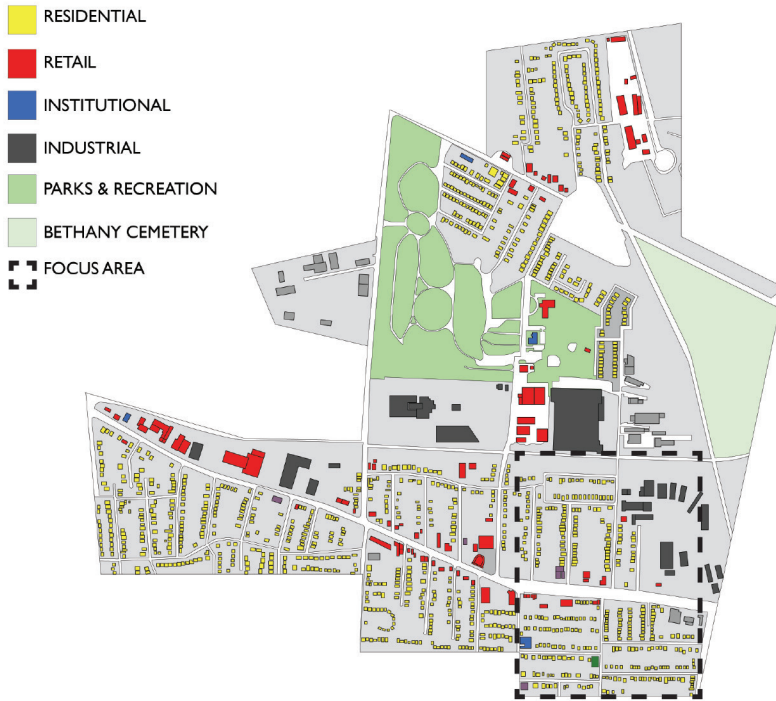 RESIDENTIAL
RETAIL
INSTITUTIONAL
INDUSTRIAL
PARKS & RECREATION
BETHANY CEMETERY
FOCUS AREA